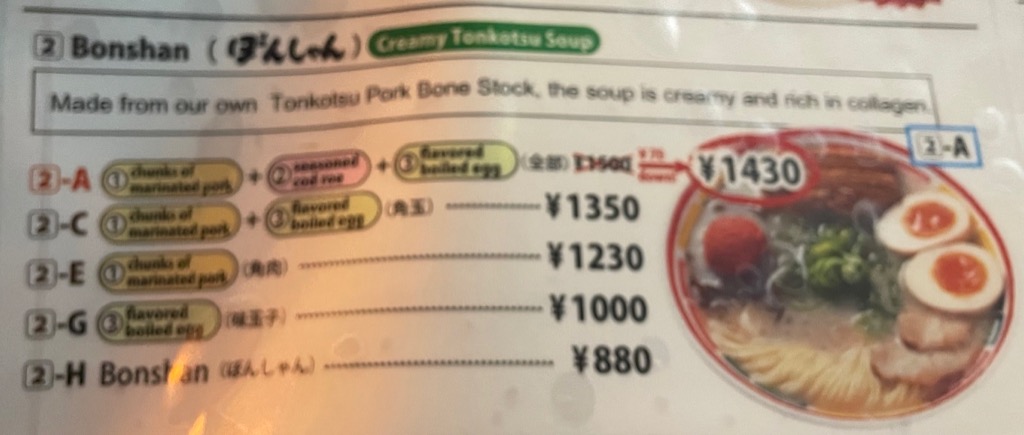 2 Bonshan (ぼんしゃん) Creamy Tonkotsu Soup
Made from our own Tonkotsu Pork Bone Stock, the soup is creamy and rich in collagen.
2-A
2-A ① chunks of marinated pork + ② seasoned cod roe + ③ flavored boiled egg (全部) ¥1500 ¥70 down ¥1430
2-C ① chunks of marinated pork + ③ flavored boiled egg (角玉) ¥1350
2-E ① chunks of marinated pork (角肉) ¥1230
2-G ③ flavored boiled egg (味玉子) ¥1000
2-H Bonshan (ぼんしゃん) ¥880